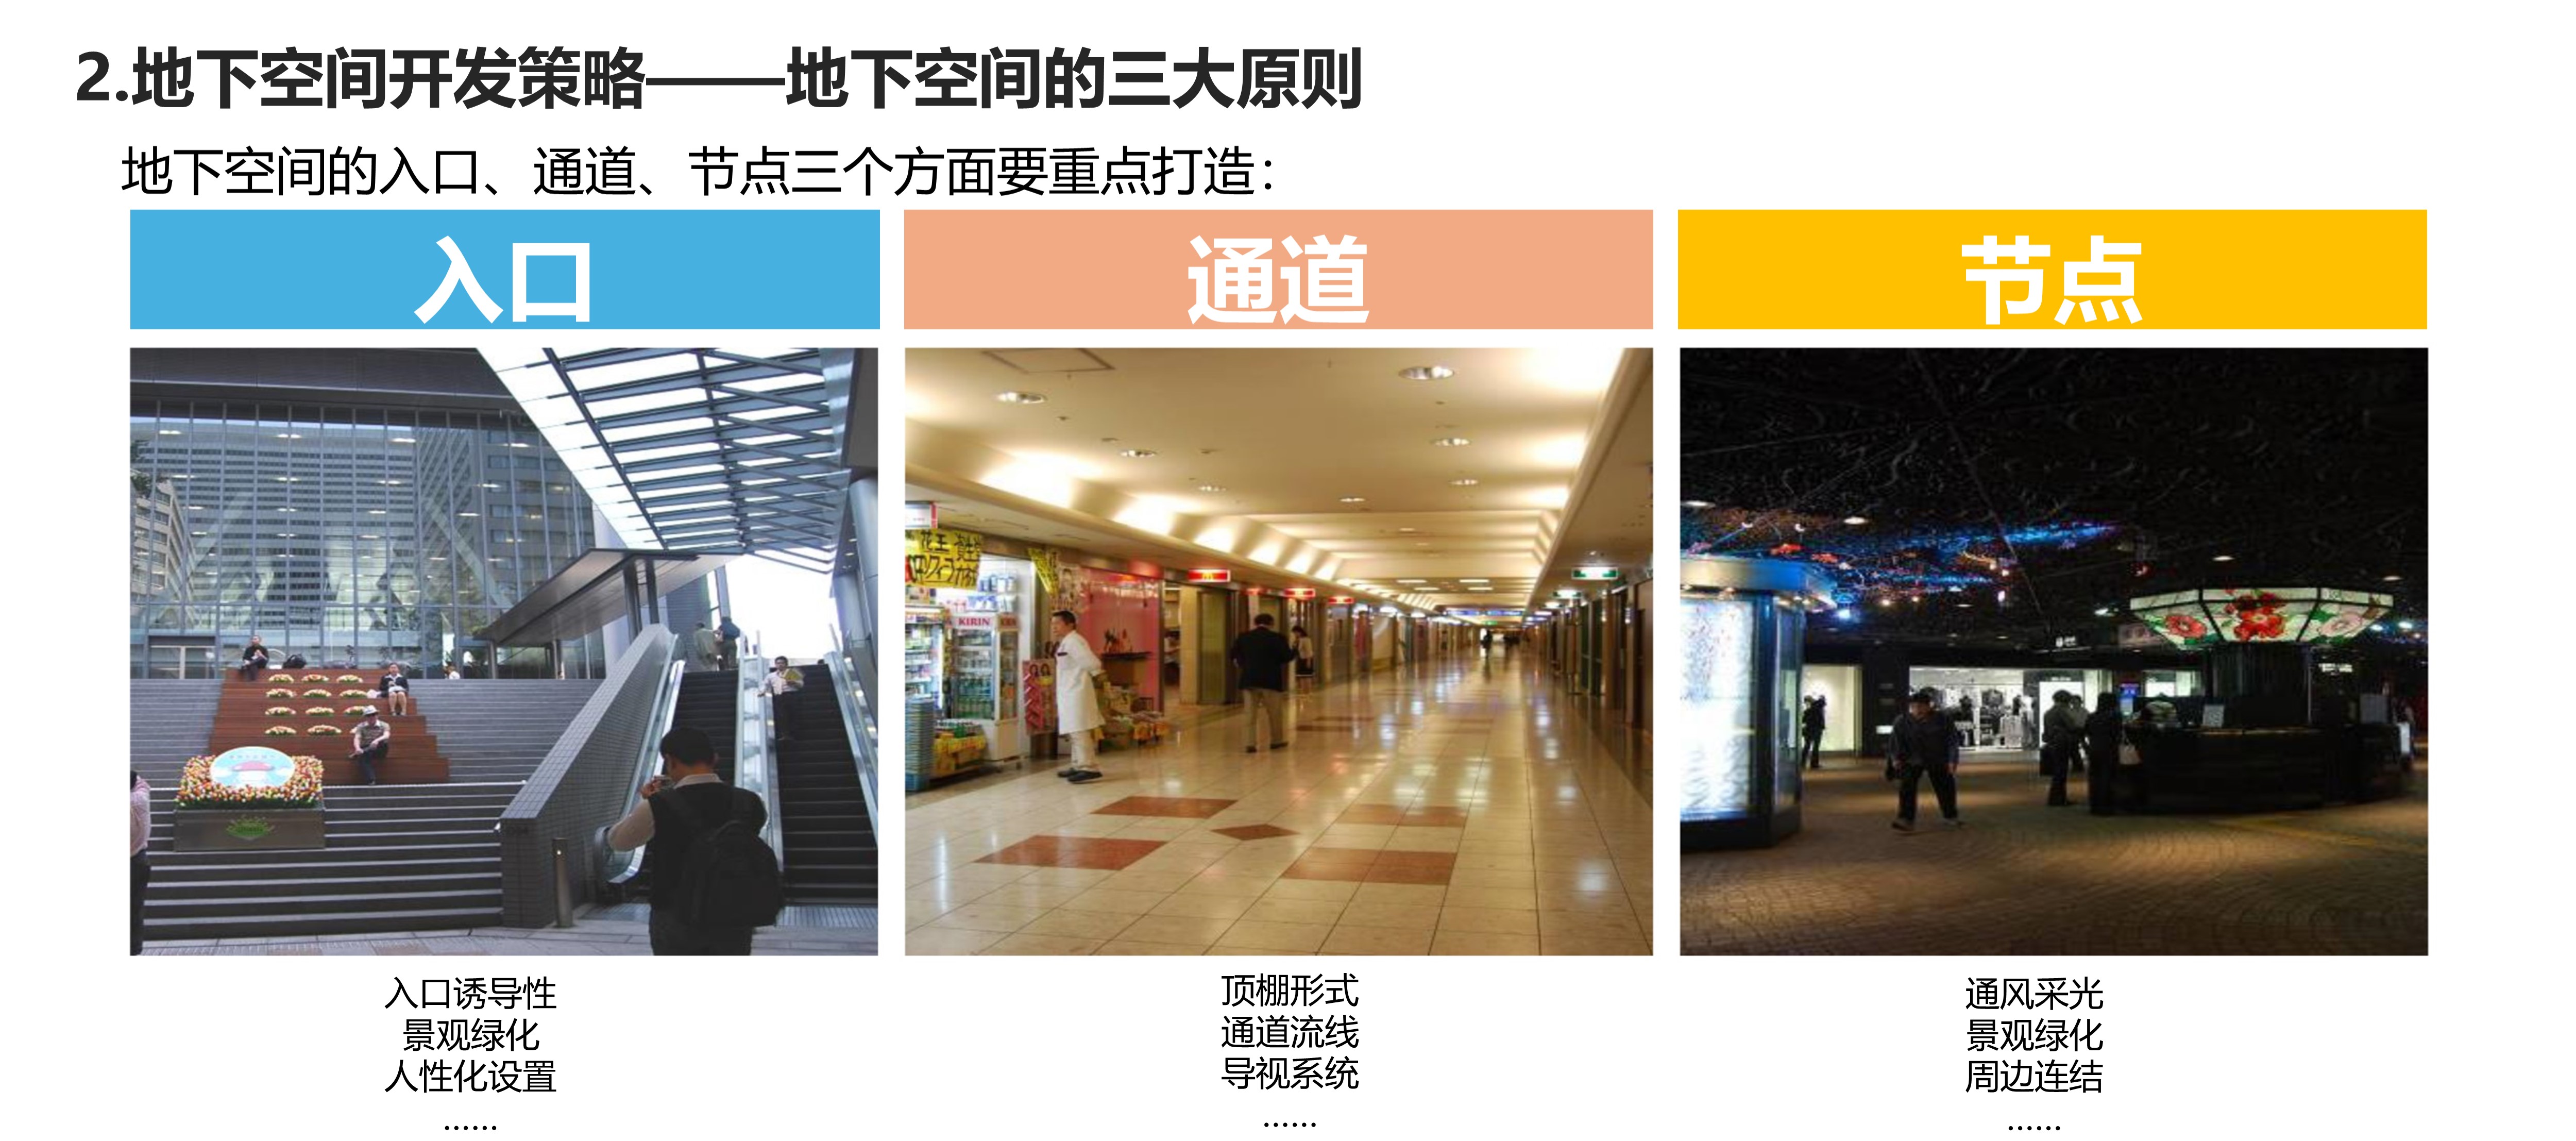 2.地下空间开发策略——地下空间的三大原则
地下空间的入口、通道、节点三个方面要重点打造：
入口
通道
节点
花王
KIRIN
入口诱导性
景观绿化
人性化设置
……
顶棚形式
通道流线
导视系统
……
通风采光
景观绿化
周边连结
……